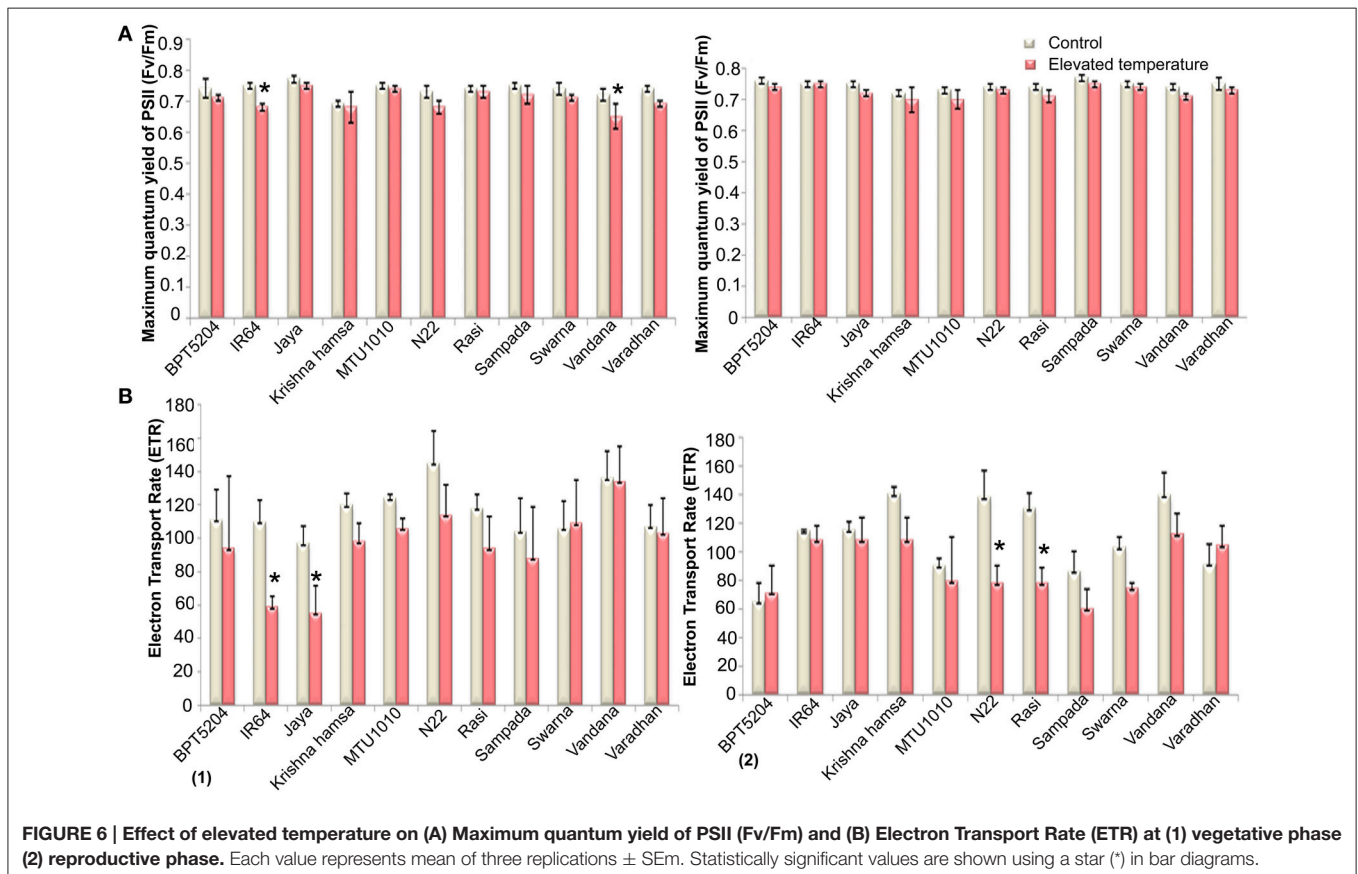 A
Maximum quantum yield of PSII (Fv/Fm)
0.9
0.8
0.7
0.6
0.5
0.4
0.3
0.2
0.1
0
*
*
BPT5204
IR64
Jaya
Krishna hamsa
MTU1010
N22
Rasi
Sampada
Swarna
Vandana
Varadhan
Control
Elevated temperature
Maximum quantum yield of PSII (Fv/Fm)
0.8
0.7
0.6
0.5
0.4
0.3
0.2
0.1
0
BPT5204
IR64
Jaya
Krishna hamsa
MTU1010
N22
Rasi
Sampada
Swarna
Vandana
Varadhan
B
Electron Transport Rate (ETR)
180
160
140
120
100
80
60
40
20
0
*
*
BPT5204
IR64
Jaya
Krishna hamsa
MTU1010
N22
Rasi
Sampada
Swarna
Vandana
Varadhan
(1)
Electron Transport Rate (ETR)
180
160
140
120
100
80
60
40
20
0
*
*
BPT5204
IR64
Jaya
Krishna hamsa
MTU1010
N22
Rasi
Sampada
Swarna
Vandana
Varadhan
(2)
FIGURE 6 | Effect of elevated temperature on (A) Maximum quantum yield of PSII (Fv/Fm) and (B) Electron Transport Rate (ETR) at (1) vegetative phase
(2) reproductive phase. Each value represents mean of three replications ± SEm. Statistically significant values are shown using a star (*) in bar diagrams.